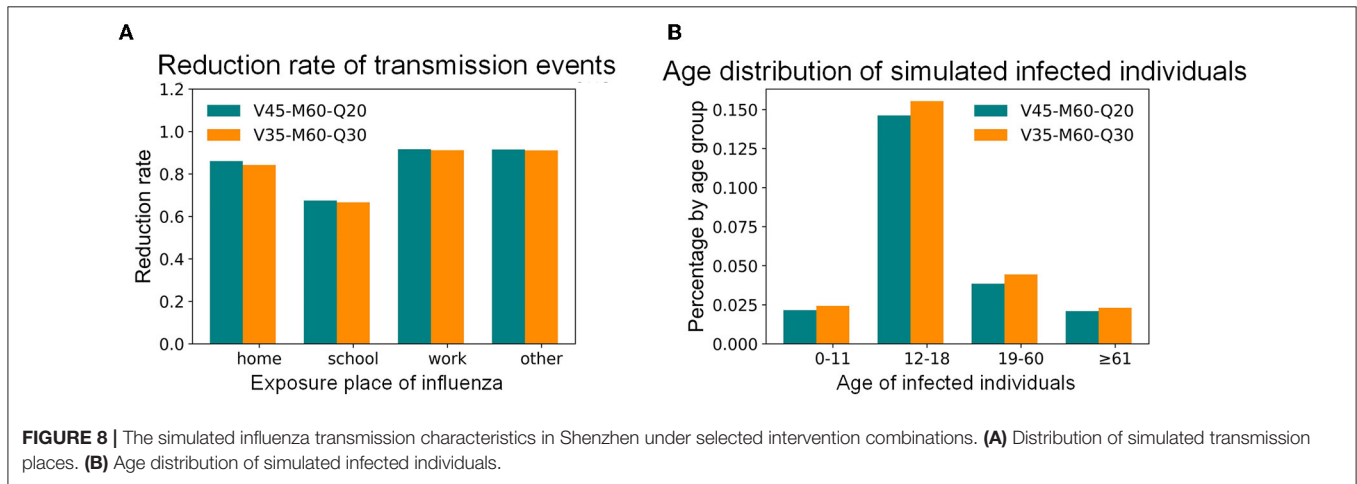 A
Reduction rate of transmission events
1.2
1.0
0.8
0.6
0.4
0.2
0.0
Reduction rate
V45-M60-Q20
V35-M60-Q30
home school work other
Exposure place of influenza
B
Age distribution of simulated infected individuals
0.150
0.125
0.100
0.075
0.050
0.025
0.000
Percentage by age group
V45-M60-Q20
V35-M60-Q30
0-11 12-18 19-60 ≥61
Age of infected individuals
FIGURE 8 | The simulated influenza transmission characteristics in Shenzhen under selected intervention combinations. (A) Distribution of simulated transmission
places. (B) Age distribution of simulated infected individuals.